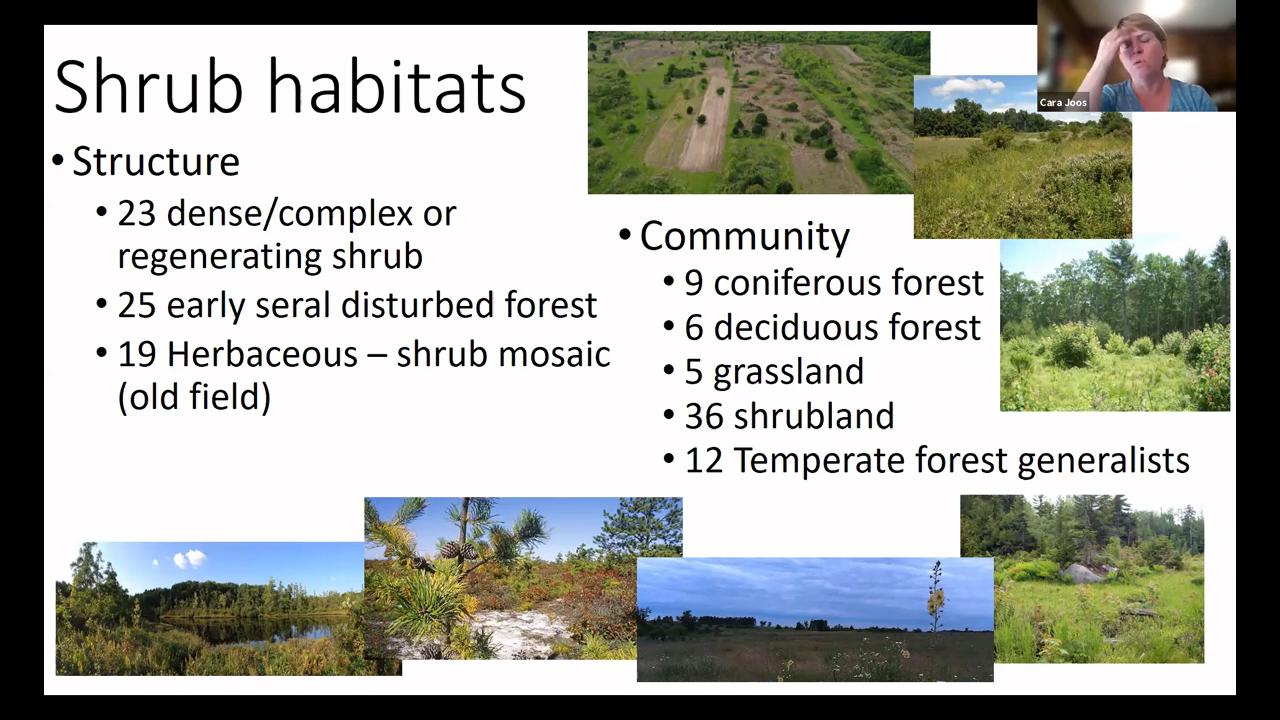 Shrub habitats
• Structure
• 23 dense/complex or
regenerating shrub
• 25 early seral disturbed forest
• 19 Herbaceous – shrub mosaic
(old field)
• Community
• 9 coniferous forest
• 6 deciduous forest
• 5 grassland
• 36 shrubland
• 12 Temperate forest generalists
Cara Joos